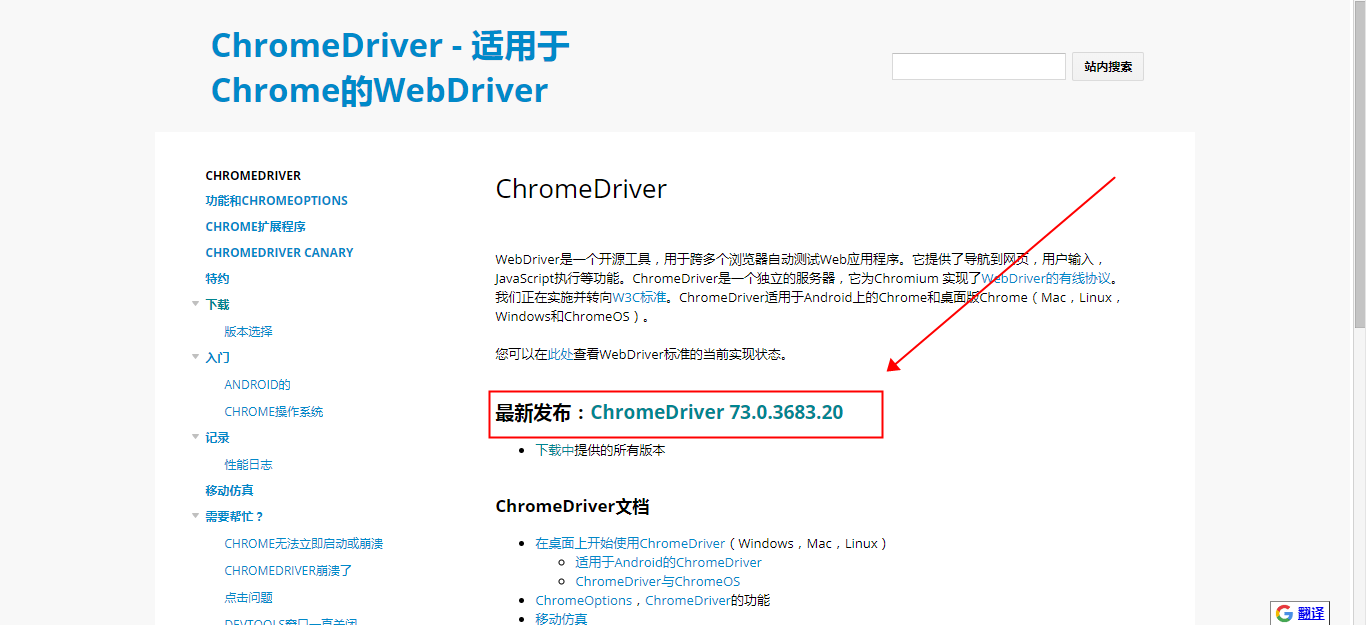 ChromeDriver - 适用于
Chrome的WebDriver
站内搜索
CHROMEDRIVER
功能和CHROMEOPTIONS
CHROME扩展程序
CHROMEDRIVER CANARY
特约
下载
版本选择
入门
ANDROID的
CHROME操作系统
记录
性能日志
移动仿真
需要帮忙？
CHROME无法立即启动或崩溃
CHROMEDRIVER崩溃了
点击问题
DEVTOOLS窗口一直关闭
ChromeDriver
WebDriver是一个开源工具，用于跨多个浏览器自动测试Web应用程序。它提供了导航到网页，用户输入，
JavaScript执行等功能。ChromeDriver是一个独立的服务器，它为Chromium 实现了WebDriver的有线协议。
我们正在实施并转向W3C标准。ChromeDriver适用于Android上的Chrome和桌面版Chrome（Mac，Linux，
Windows和ChromeOS）。
您可以在此处查看WebDriver标准的当前实现状态。
最新发布：ChromeDriver 73.0.3683.20
下载中提供的所有版本
ChromeDriver文档
在桌面上开始使用ChromeDriver（Windows，Mac，Linux）
适用于Android的ChromeDriver
ChromeDriver与ChromeOS
ChromeOptions，ChromeDriver的功能
移动仿真
翻译